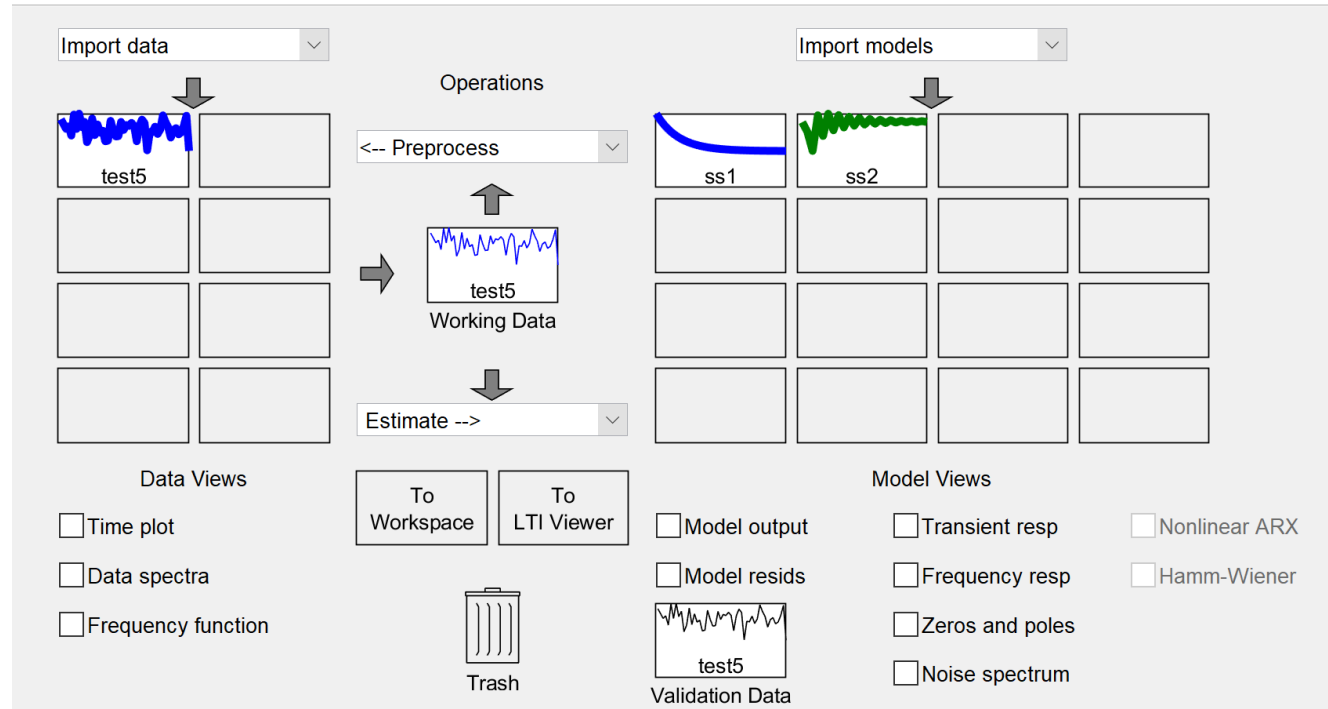 Import data
Import models
Operations
<-- Preprocess
test5
ss1
ss2
test5
Working Data
Estimate -->
Data Views
Model Views
To
Workspace
To
LTI Viewer
Time plot
Data spectra
Frequency function
Model output
Model resids
Transient resp
Frequency resp
Zeros and poles
Noise spectrum
Nonlinear ARX
Hamm-Wiener
Trash
test5
Validation Data